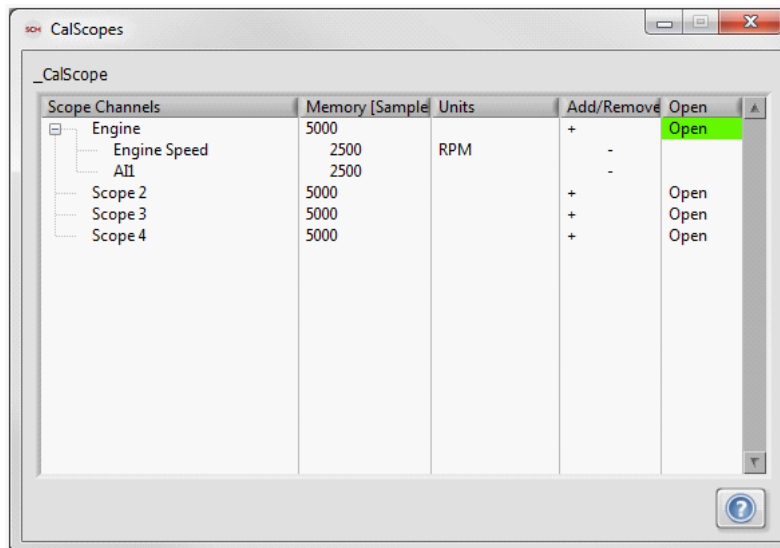 SCM CalScopes
_CalScope
Scope Channels Memory [Sample Units Add/Remove Open
Engine 5000 + Open
Engine Speed 2500 RPM -
AI1 2500 -
Scope 2 5000 + Open
Scope 3 5000 + Open
Scope 4 5000 + Open
?